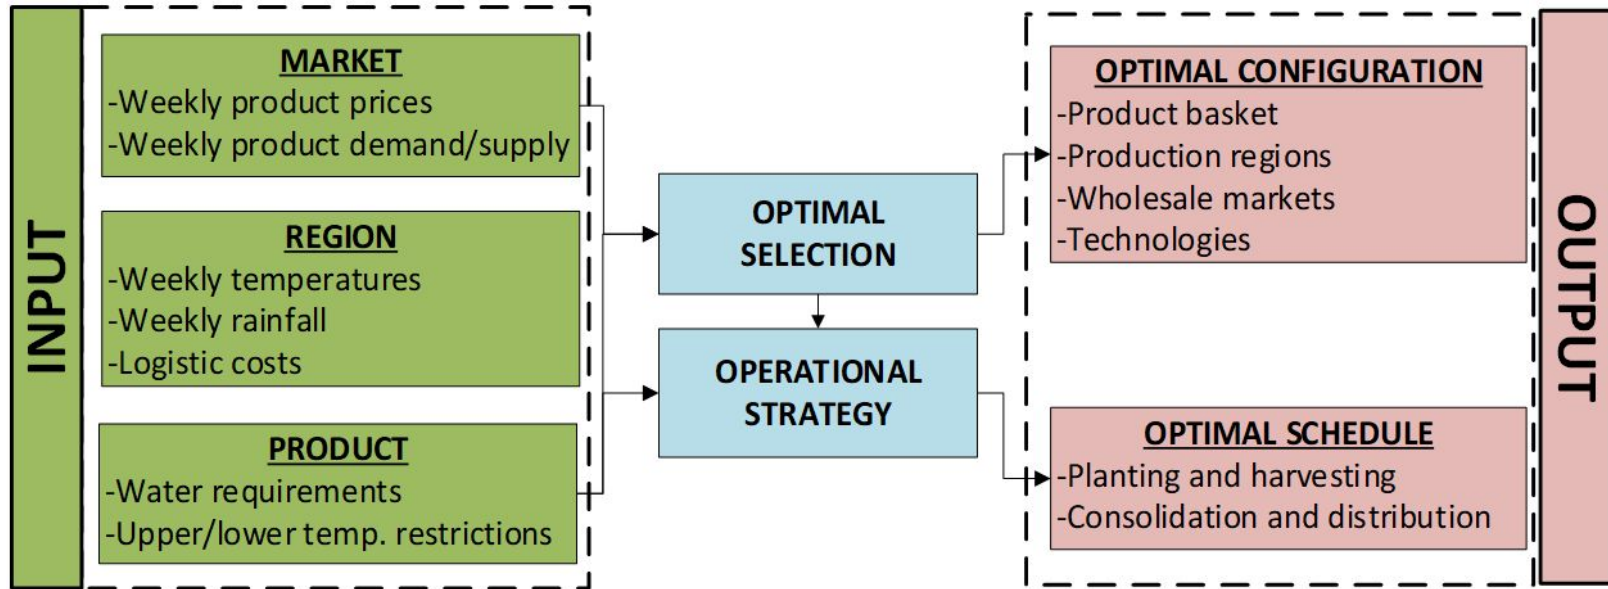 INPUT
MARKET
-Weekly product prices
-Weekly product demand/supply
REGION
-Weekly temperatures
-Weekly rainfall
-Logistic costs
PRODUCT
-Water requirements
-Upper/lower temp. restrictions
OPTIMAL
SELECTION
OPERATIONAL
STRATEGY
OPTIMAL CONFIGURATION
-Product basket
-Production regions
-Wholesale markets
-Technologies
OPTIMAL SCHEDULE
-Planting and harvesting
-Consolidation and distribution
OUTPUT